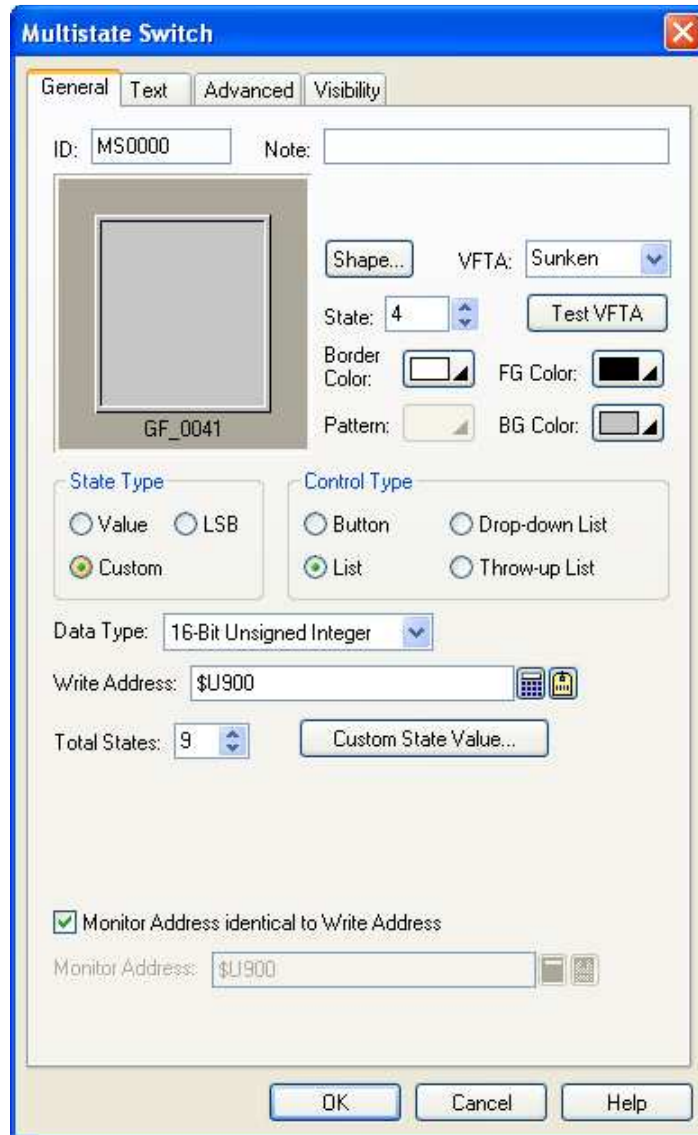 Multistate Switch
General Text Advanced Visibility
ID: MS0000 Note:
Shape... VFTA: Sunken
State: 4 Test VFTA
Border Color: FG Color:
GF_0041 Pattern: BG Color:
State Type Control Type
Value LSB Button Drop-down List
Custom List Throw-up List
Data Type: 16-Bit Unsigned Integer
Write Address: $U900
Total States: 9 Custom State Value...
Monitor Address identical to Write Address
Monitor Address: $U900
OK Cancel Help